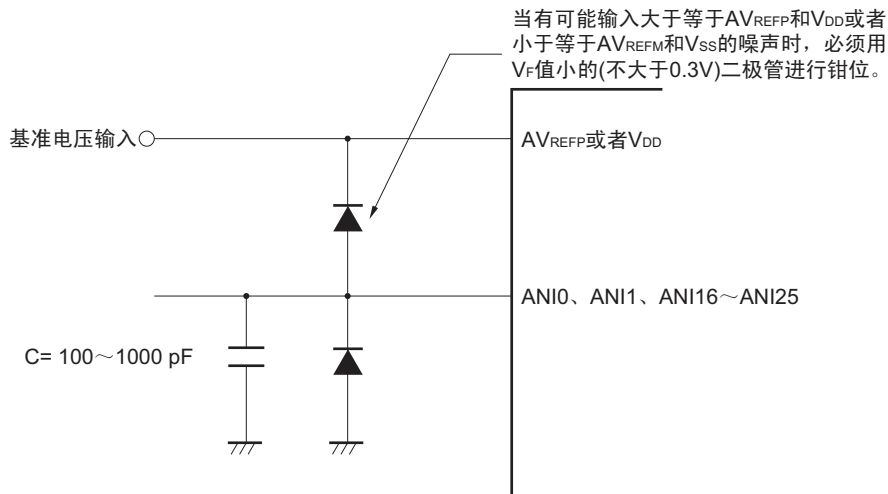 当有可能输入大于等于AVREFP和VDD或者
小于等于AVREFM和VSS的噪声时，必须用
VF值小的(不大于0.3V)二极管进行钳位。
基准电压输入
AVREFP或者VDD
ANI0、ANI1、ANI16～ANI25
C= 100～1000 pF